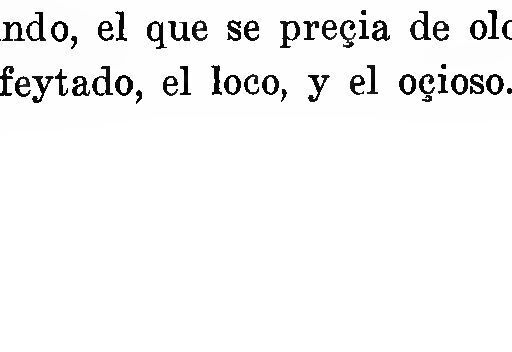 ndo, el que se preçia de olo
feytado, el loco, y el oçioso.